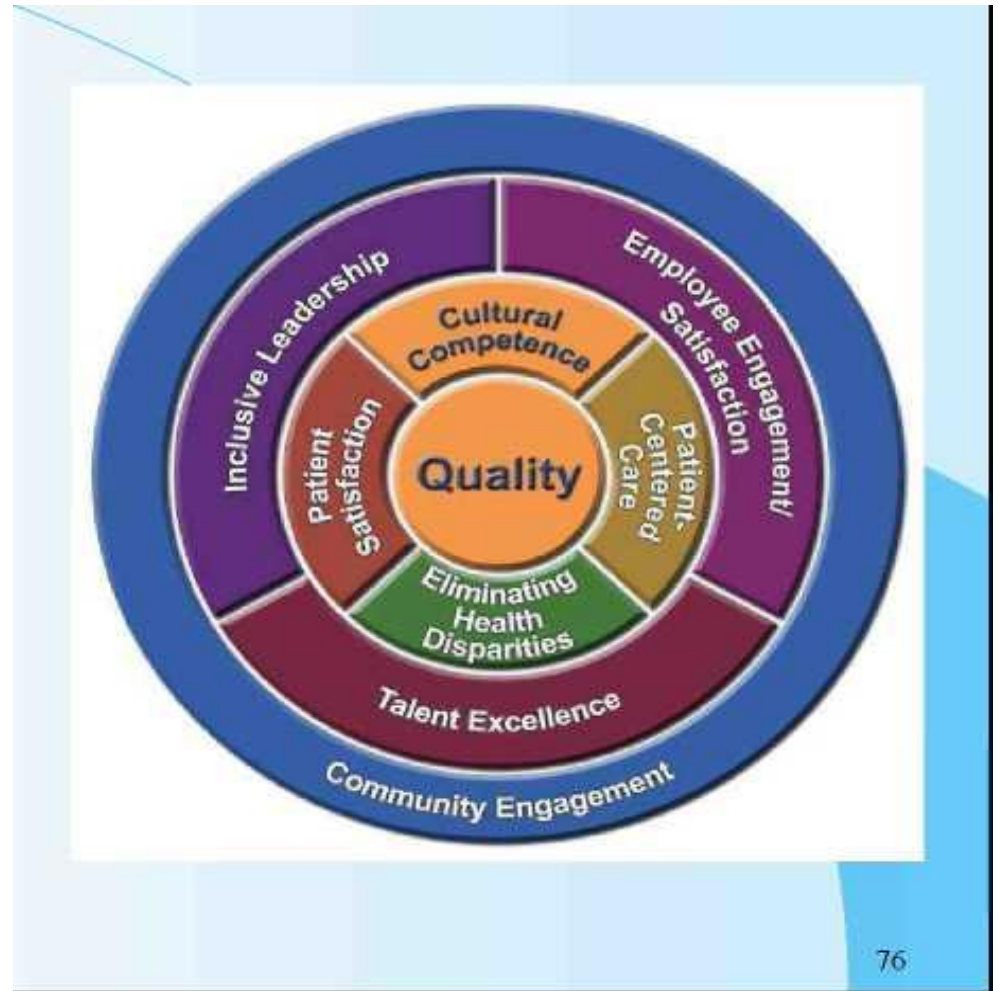 Community Engagement
Inclusive Leadership
Employee Engagement/
Satisfaction
Talent Excellence
Cultural
Competence
Patient
Satisfaction
Patient-
Centered
Care
Eliminating
Health
Disparities
Quality
76